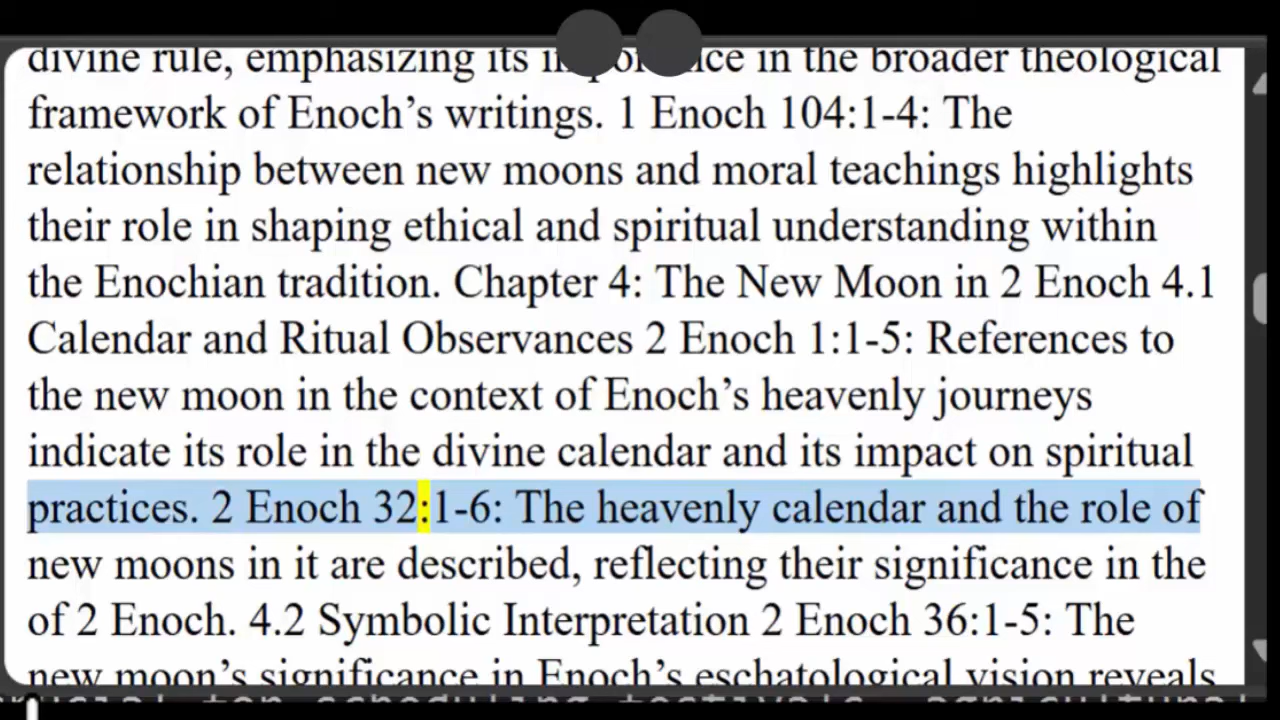 divine rule, emphasizing its importance in the broader theological
framework of Enoch’s writings. 1 Enoch 104:1-4: The
relationship between new moons and moral teachings highlights
their role in shaping ethical and spiritual understanding within
the Enochian tradition. Chapter 4: The New Moon in 2 Enoch 4.1
Calendar and Ritual Observances 2 Enoch 1:1-5: References to
the new moon in the context of Enoch’s heavenly journeys
indicate its role in the divine calendar and its impact on spiritual
practices. 2 Enoch 32:1-6: The heavenly calendar and the role of
new moons in it are described, reflecting their significance in the
of 2 Enoch. 4.2 Symbolic Interpretation 2 Enoch 36:1-5: The
new moon’s significance in Enoch’s eschatological vision reveals
for scheduling festivals, agricultural